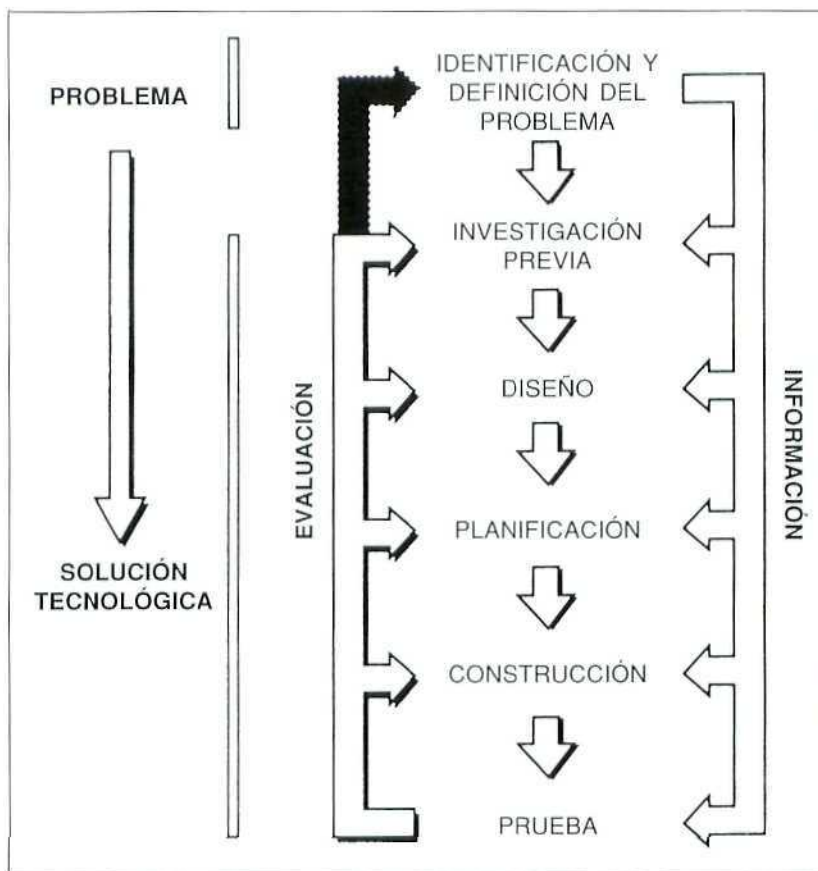 PROBLEMA
SOLUCIÓN
TECNOLÓGICA
EVALUACIÓN
IDENTIFICACIÓN Y
DEFINICIÓN DEL
PROBLEMA
INVESTIGACIÓN
PREVIA
DISEÑO
PLANIFICACIÓN
CONSTRUCCIÓN
PRUEBA
INFORMACIÓN